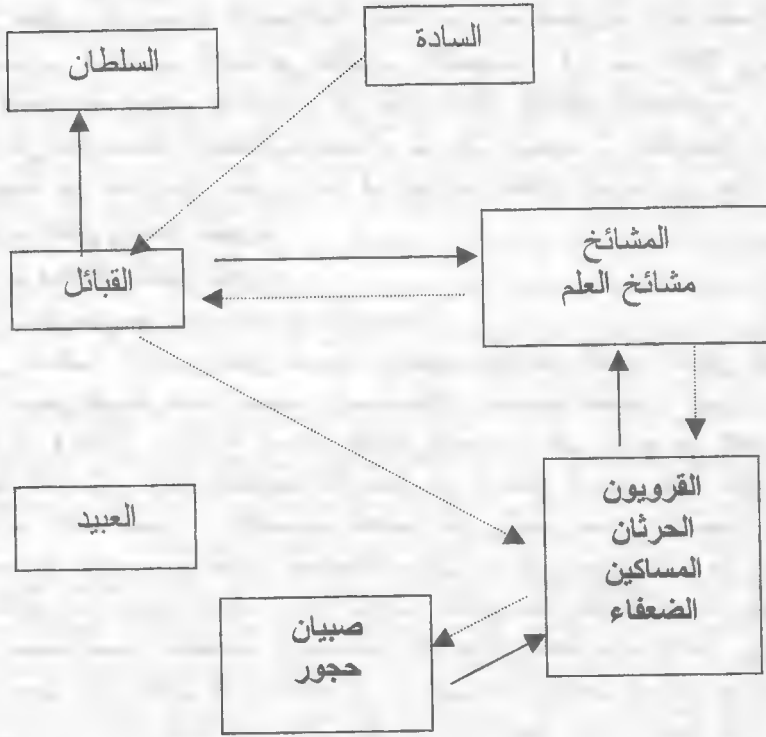 السادة
السلطان
المشائخ
مشائخ العلم
القبائل
القرويون
الحرثان
المساكين
الضعفاء
العبيد
صبيان
حجور